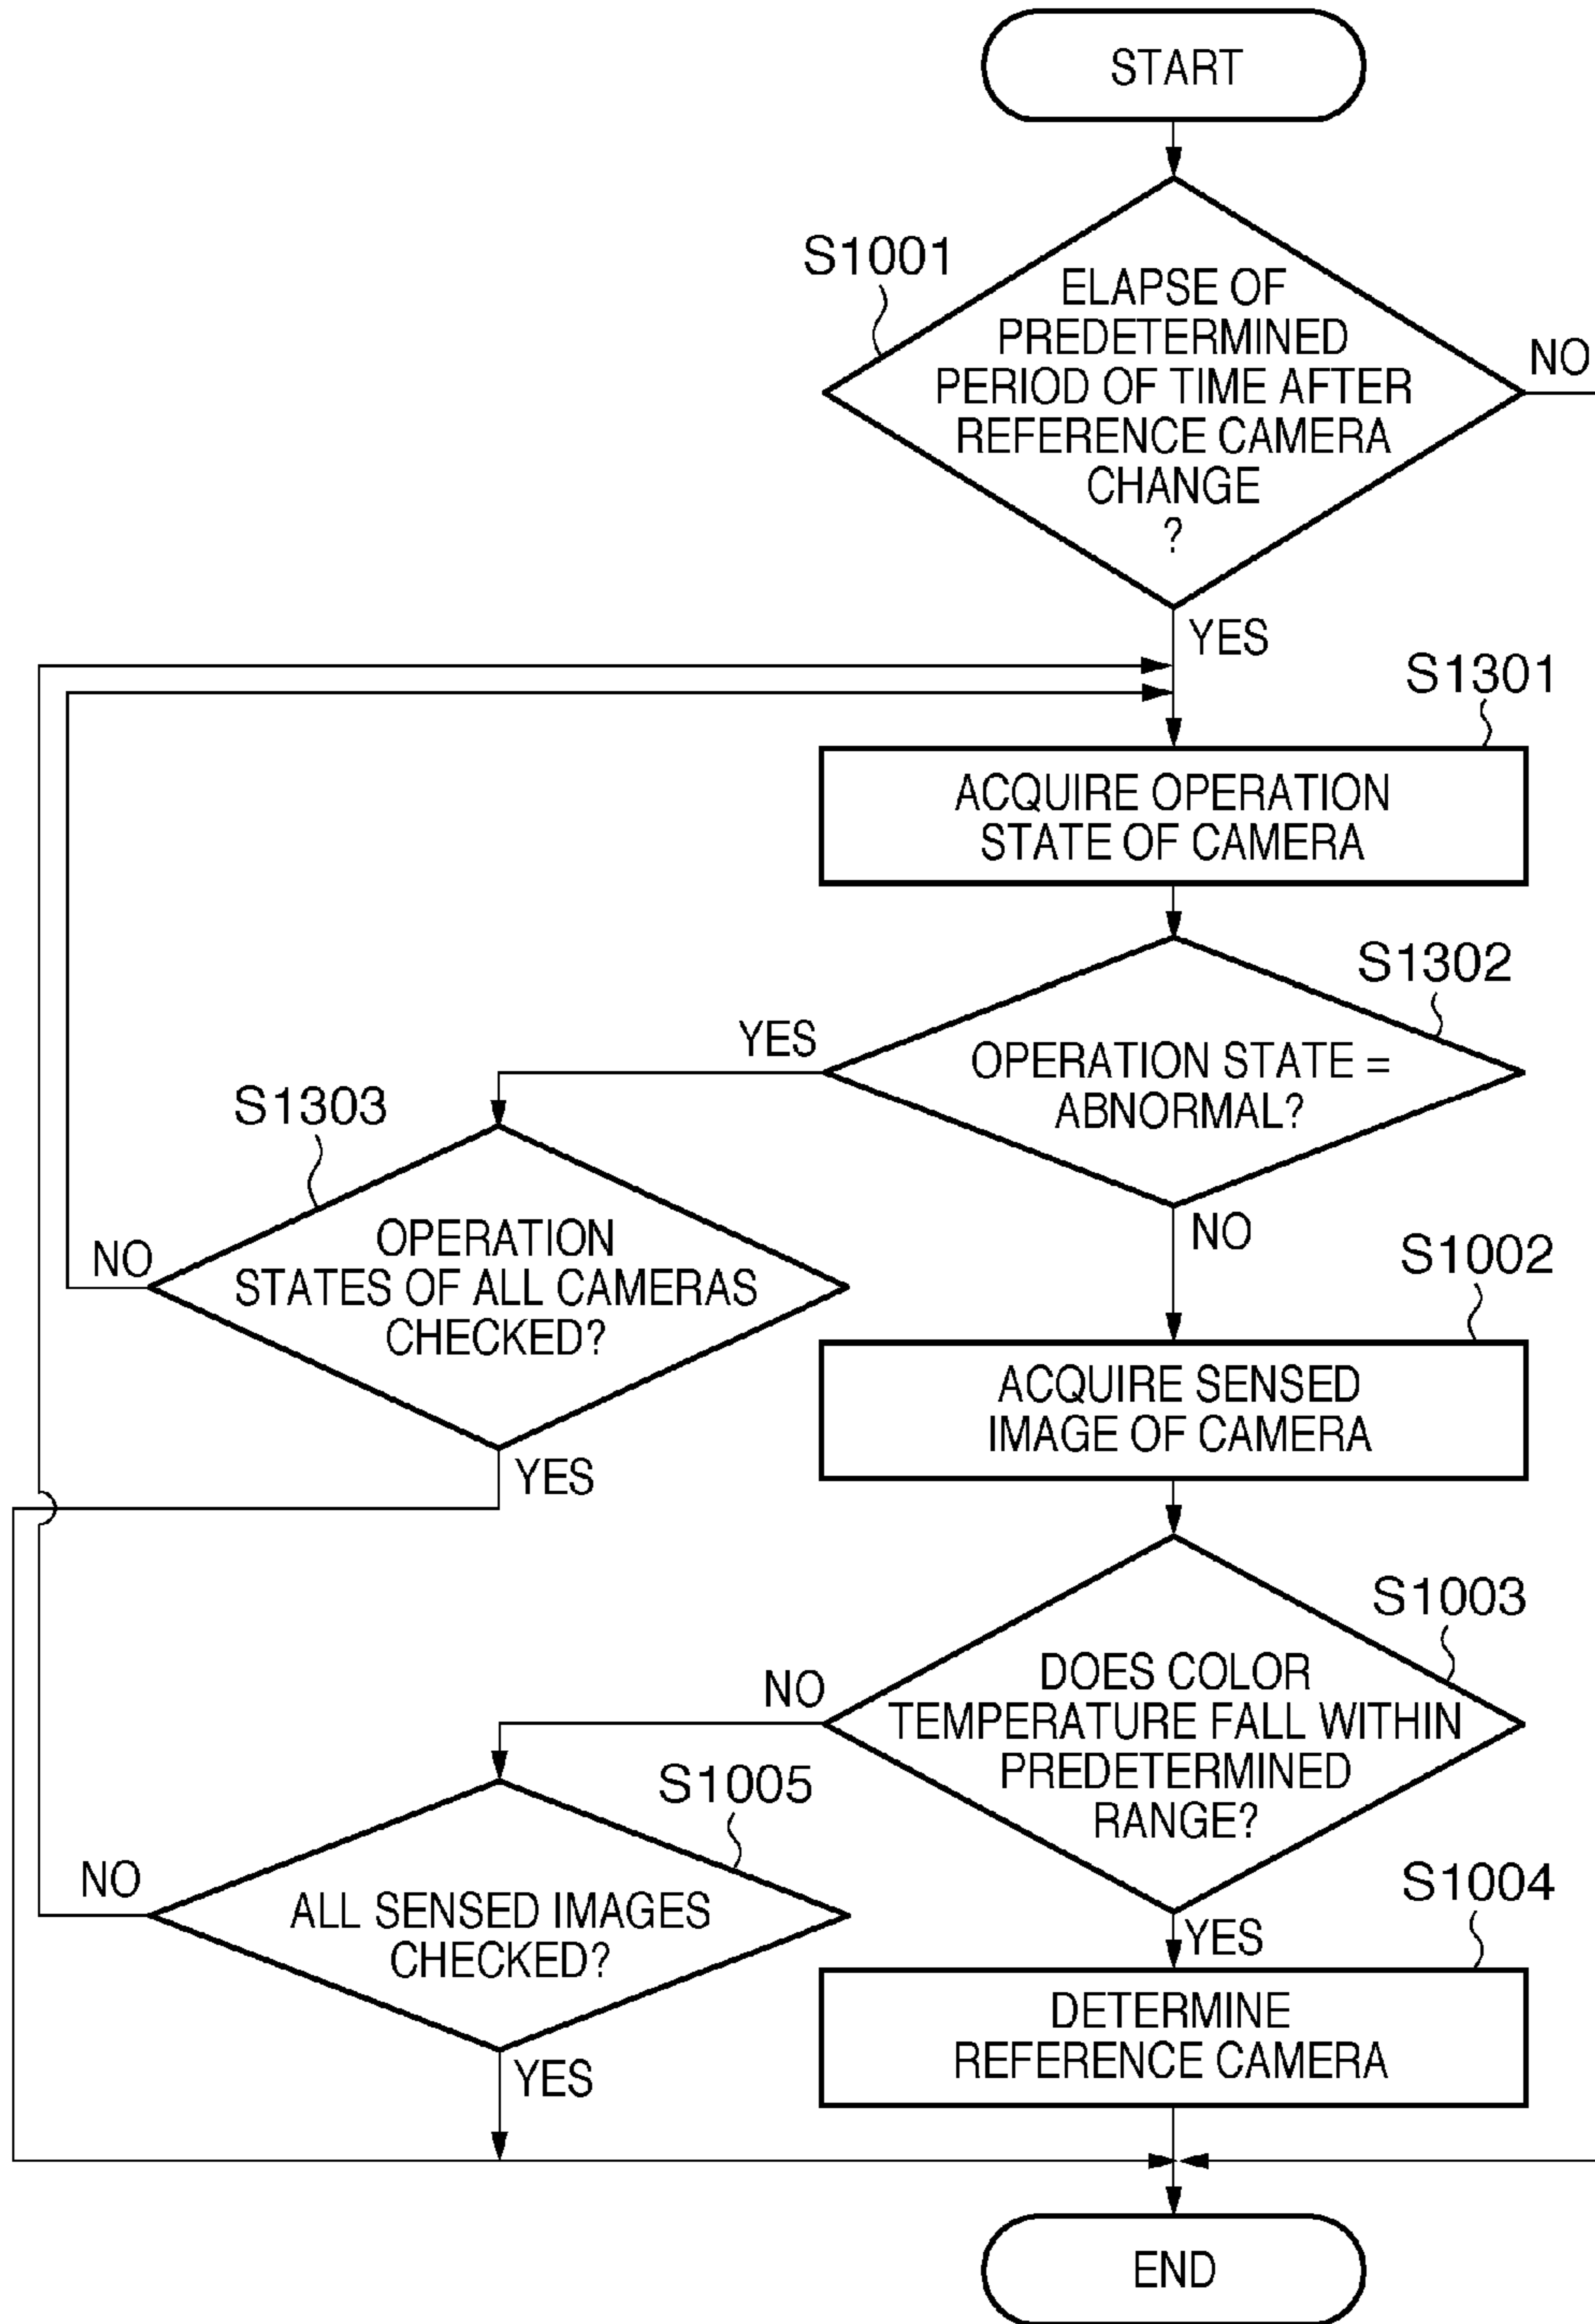 START
S1001
ELAPSE OF
PREDETERMINED
PERIOD OF TIME AFTER
REFERENCE CAMERA
CHANGE
?
NO
YES
S1301
ACQUIRE OPERATION
STATE OF CAMERA
S1302
YES
OPERATION STATE =
ABNORMAL?
S1303
NO
OPERATION
STATES OF ALL CAMERAS
CHECKED?
NO
YES
S1002
ACQUIRE SENSED
IMAGE OF CAMERA
S1003
NO
DOES COLOR
TEMPERATURE FALL WITHIN
PREDETERMINED
RANGE?
S1005
NO
ALL SENSED IMAGES
CHECKED?
YES
YES
S1004
DETERMINE
REFERENCE CAMERA
END